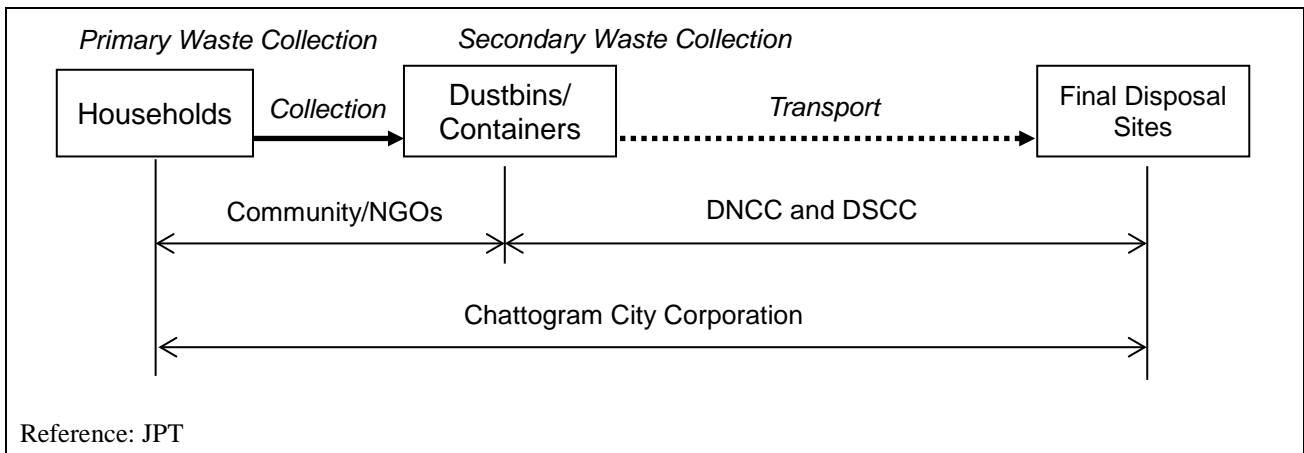 Primary Waste Collection
Secondary Waste Collection
Households
Collection
Dustbins/
Containers
Transport
Final Disposal
Sites
Community/NGOs
DNCC and DSCC
Chattogram City Corporation
Reference: JPT